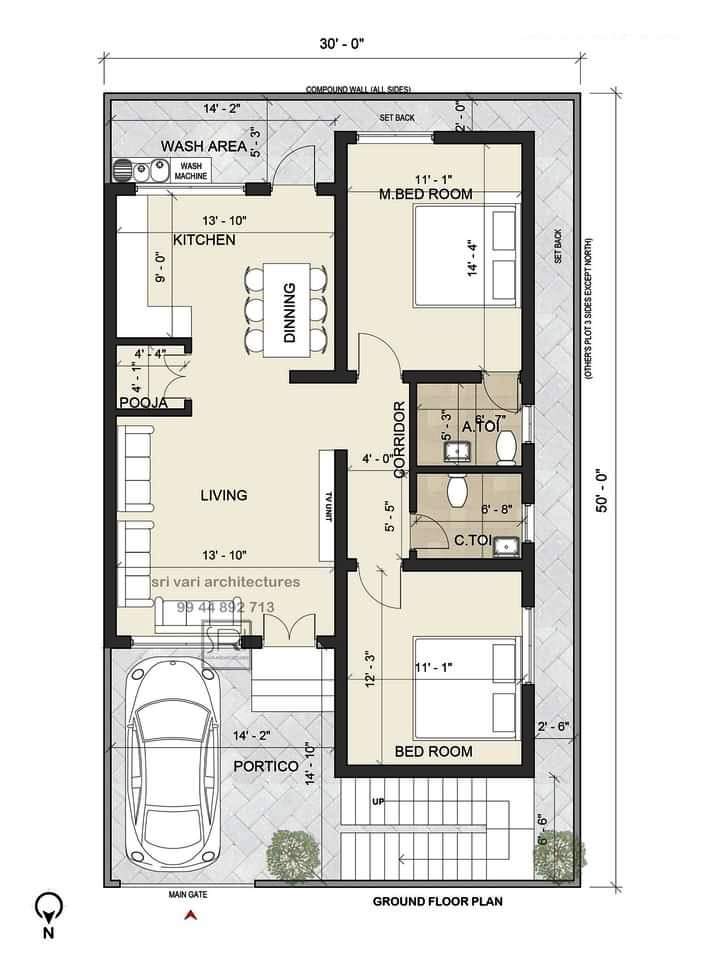 30' - 0"
COMPOUND WALL (ALL SIDES)
14' - 2"
SET BACK
2' - 0"
WASH AREA
5' - 3"
WASH
MACHINE
11' - 1"
M.BED ROOM
13' - 10"
KITCHEN
9' - 0"
14' - 4"
SET BACK
(OTHER'S PLOT 3 SIDES EXCEPT NORTH)
DINNING
4' - 4"
4' - 1"
POOJA
CORRIDOR
5' - 3"
6' - 7"
A.TOI
4' - 0"
LIVING
TV UNIT
5' - 5"
6' - 8"
C.TOI
50' - 0"
13' - 10"
sri vari architectures
99 44 892 713
12' - 3"
11' - 1"
BED ROOM
14' - 2"
PORTICO
14' - 10"
2' - 6"
UP
6' - 6"
MAIN GATE
GROUND FLOOR PLAN
N